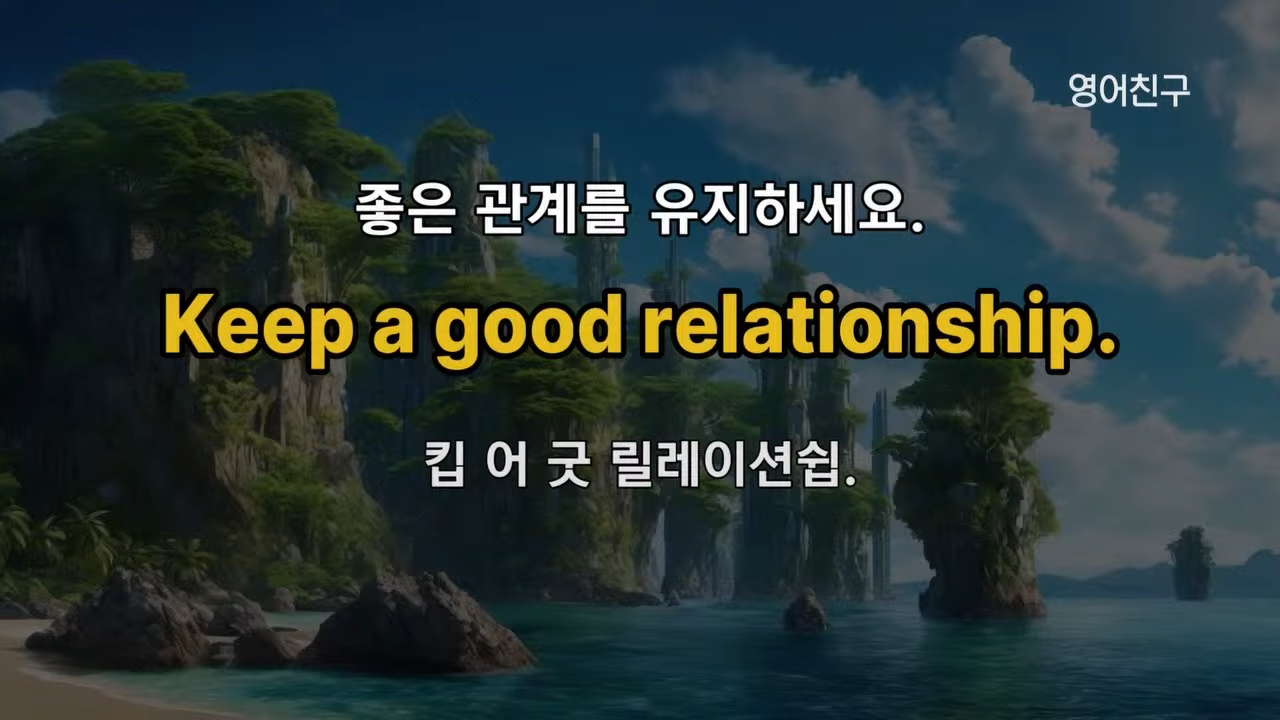 영어친구
좋은 관계를 유지하세요.
Keep a good relationship.
킵 어 굿 릴레이션쉽.